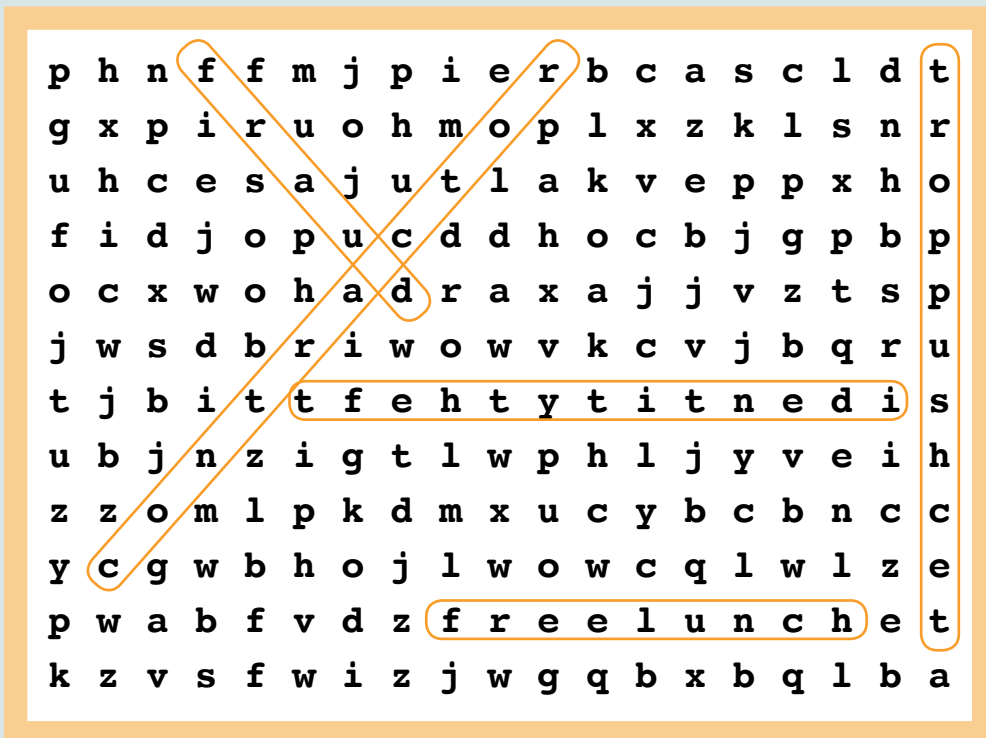 p h n f f m j p i e r b c a s c l d t
g x p i r u o h m o p l x z k l s n r
u h c e s a j u t l a k v e p p x h o
f i d j o p u c d d h o c b j g p b p
o c x w o h a d r a x a j j v z t s p
j w s d b r i w o w v k c v j b q r u
t j b i t t f e h t y t i t n e d i s
u b j n z i g t l w p h l j y v e i h
z z o m l p k d m x u c y b c b n c c
y c g w b h o j l w o w c q l w l z e
p w a b f v d z f r e e l u n c h e t
k z v s f w i z j w g q b x b q l b a